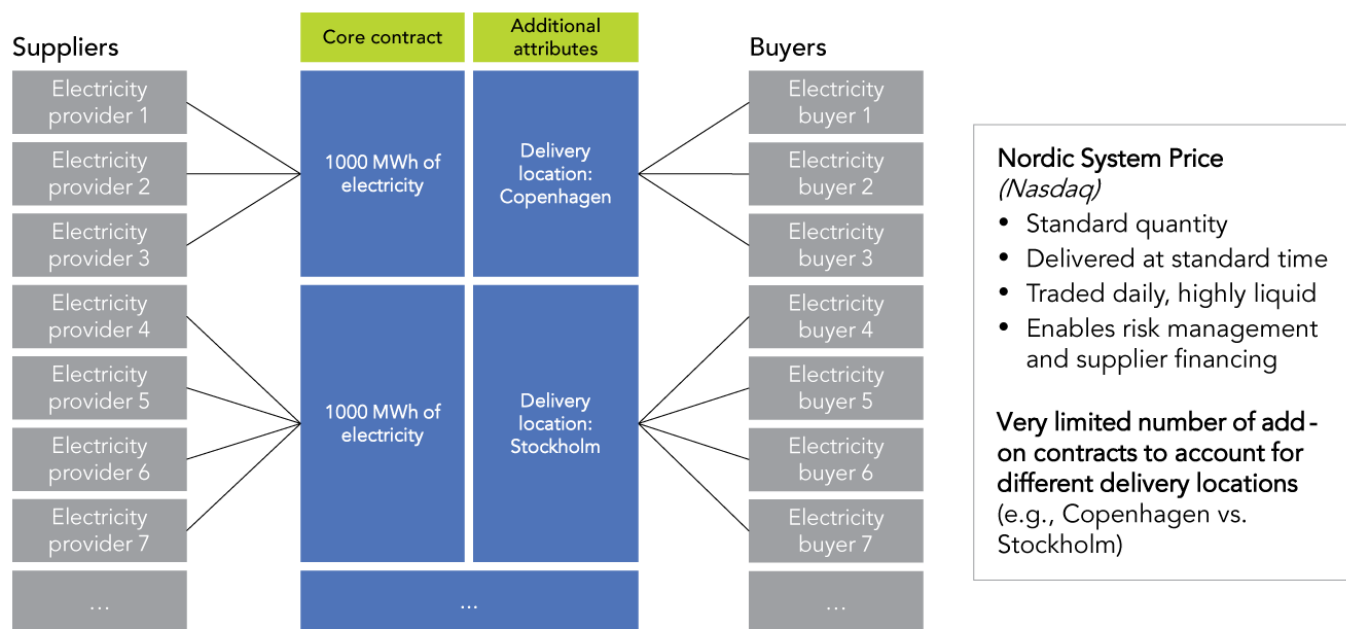 Suppliers
Core contract
Additional
attributes
Buyers
Electricity
provider 1
Electricity
provider 2
Electricity
provider 3
Electricity
provider 4
Electricity
provider 5
Electricity
provider 6
Electricity
provider 7
...
1000 MWh of
electricity
Delivery
location:
Copenhagen
1000 MWh of
electricity
Delivery
location:
Stockholm
...
Electricity
buyer 1
Electricity
buyer 2
Electricity
buyer 3
Electricity
buyer 4
Electricity
buyer 5
Electricity
buyer 6
Electricity
buyer 7
...
Nordic System Price
(Nasdaq)
• Standard quantity
• Delivered at standard time
• Traded daily, highly liquid
• Enables risk management
and supplier financing
Very limited number of add-
on contracts to account for
different delivery locations
(e.g., Copenhagen vs.
Stockholm)